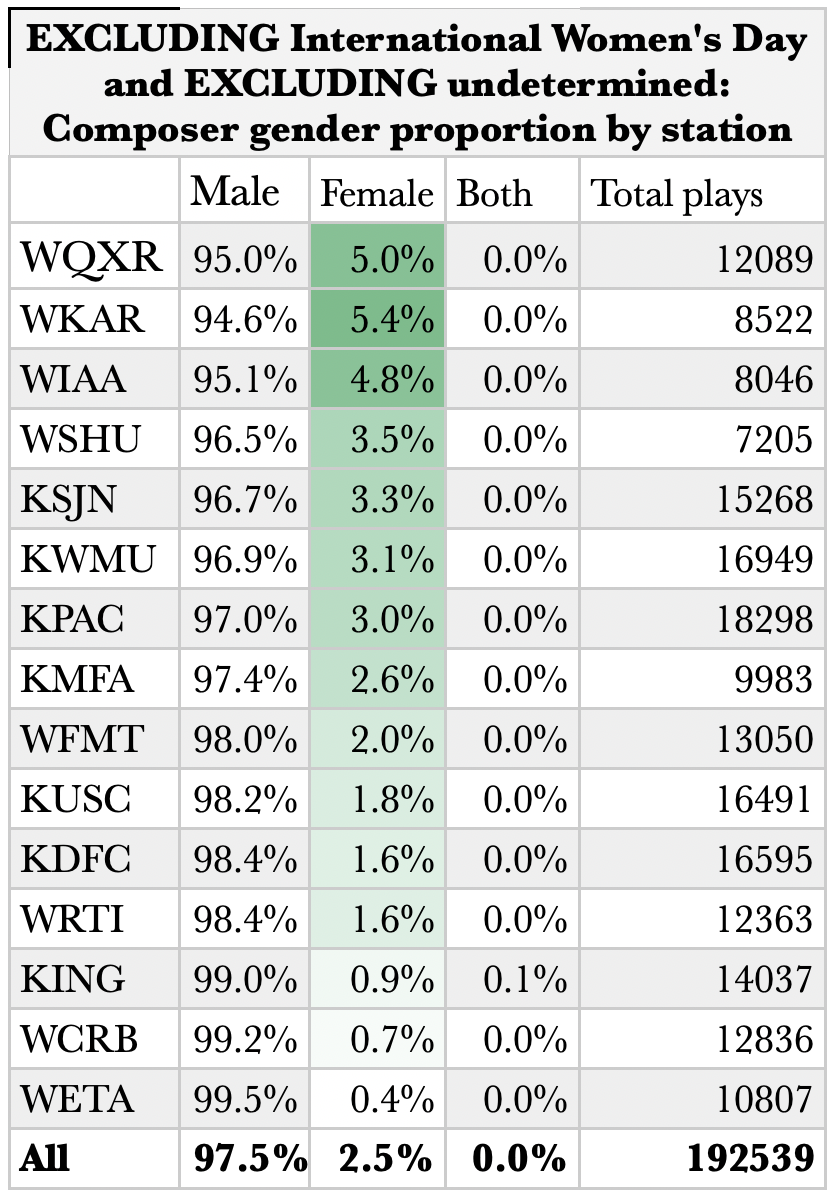 EXCLUDING International Women's Day
and EXCLUDING undetermined:
Composer gender proportion by station
Male Female Both Total plays
WQXR 95.0% 5.0% 0.0% 12089
WKAR 94.6% 5.4% 0.0% 8522
WIAA 95.1% 4.8% 0.0% 8046
WSHU 96.5% 3.5% 0.0% 7205
KSJN 96.7% 3.3% 0.0% 15268
KWMU 96.9% 3.1% 0.0% 16949
KPAC 97.0% 3.0% 0.0% 18298
KMFA 97.4% 2.6% 0.0% 9983
WFMT 98.0% 2.0% 0.0% 13050
KUSC 98.2% 1.8% 0.0% 16491
KDFC 98.4% 1.6% 0.0% 16595
WRTI 98.4% 1.6% 0.0% 12363
KING 99.0% 0.9% 0.1% 14037
WCRB 99.2% 0.7% 0.0% 12836
WETA 99.5% 0.4% 0.0% 10807
All 97.5% 2.5% 0.0% 192539